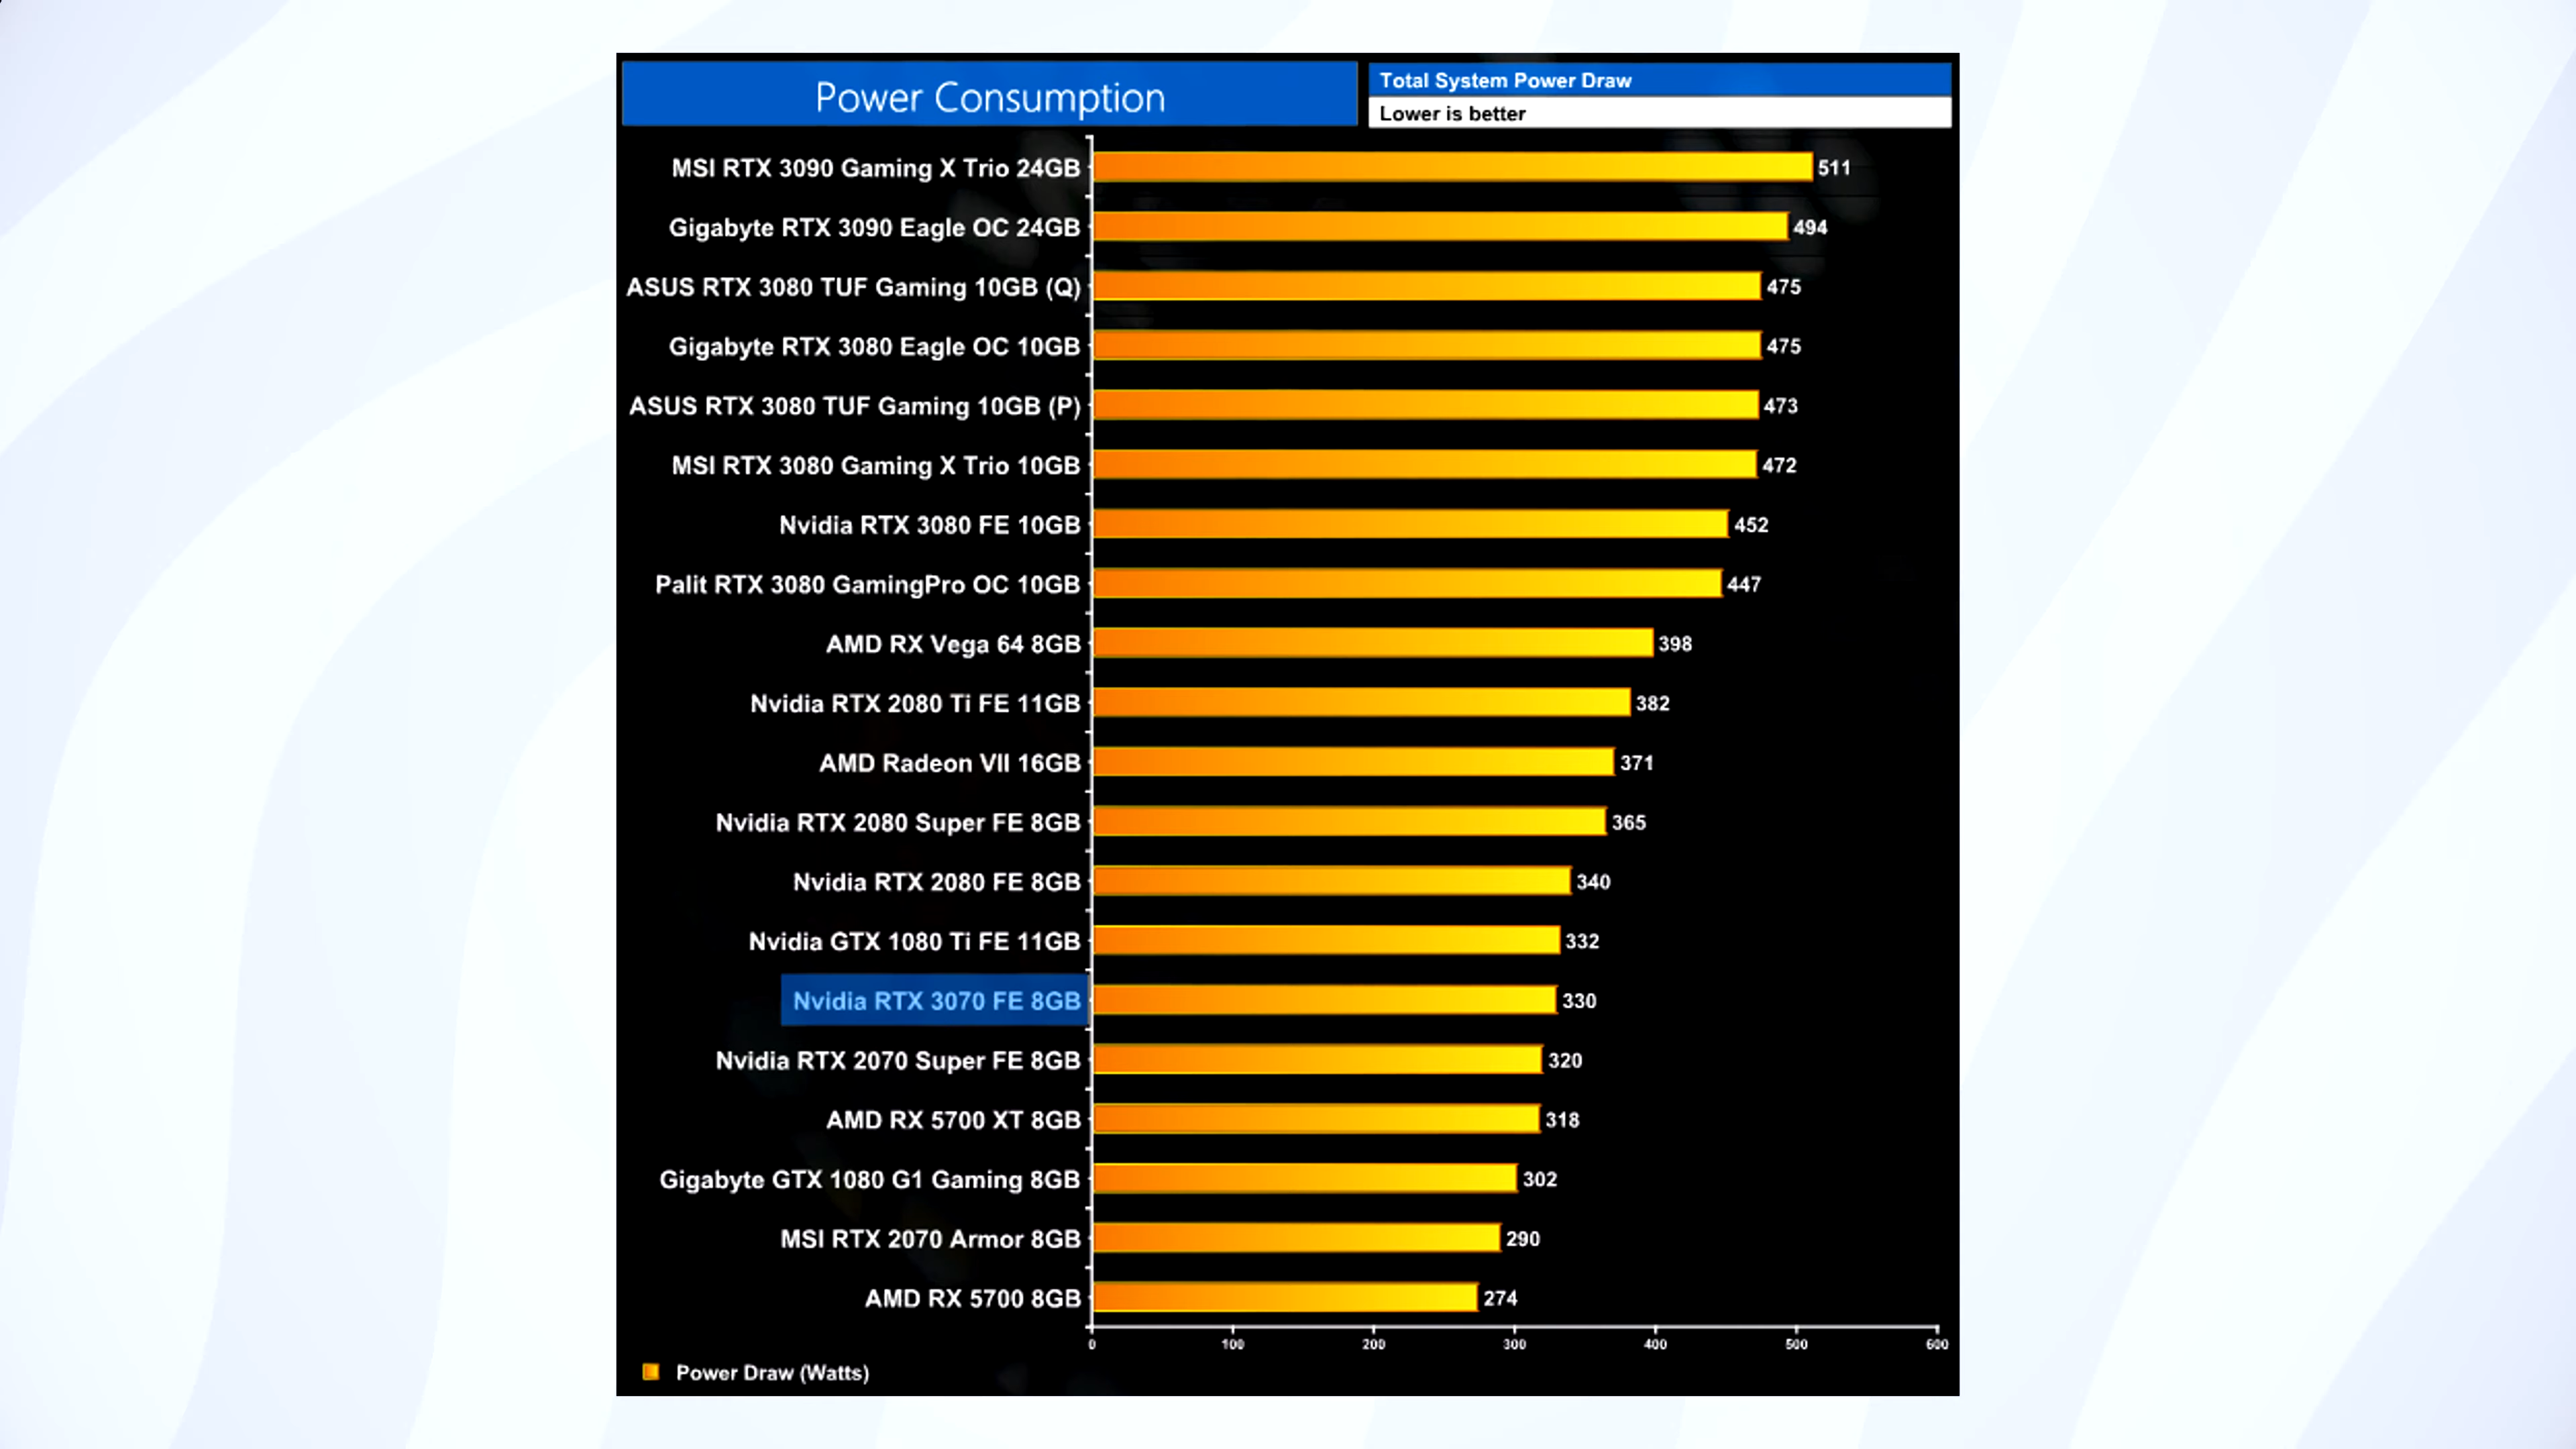 Power Consumption
Total System Power Draw
Lower is better
MSI RTX 3090 Gaming X Trio 24GB 511
Gigabyte RTX 3090 Eagle OC 24GB 494
ASUS RTX 3080 TUF Gaming 10GB (Q) 475
Gigabyte RTX 3080 Eagle OC 10GB 475
ASUS RTX 3080 TUF Gaming 10GB (P) 473
MSI RTX 3080 Gaming X Trio 10GB 472
Nvidia RTX 3080 FE 10GB 452
Palit RTX 3080 GamingPro OC 10GB 447
AMD RX Vega 64 8GB 398
Nvidia RTX 2080 Ti FE 11GB 382
AMD Radeon VII 16GB 371
Nvidia RTX 2080 Super FE 8GB 365
Nvidia RTX 2080 FE 8GB 340
Nvidia GTX 1080 Ti FE 11GB 332
Nvidia RTX 3070 FE 8GB 330
Nvidia RTX 2070 Super FE 8GB 320
AMD RX 5700 XT 8GB 318
Gigabyte GTX 1080 G1 Gaming 8GB 302
MSI RTX 2070 Armor 8GB 290
AMD RX 5700 8GB 274
0 100 200 300 400 500 600
Power Draw (Watts)